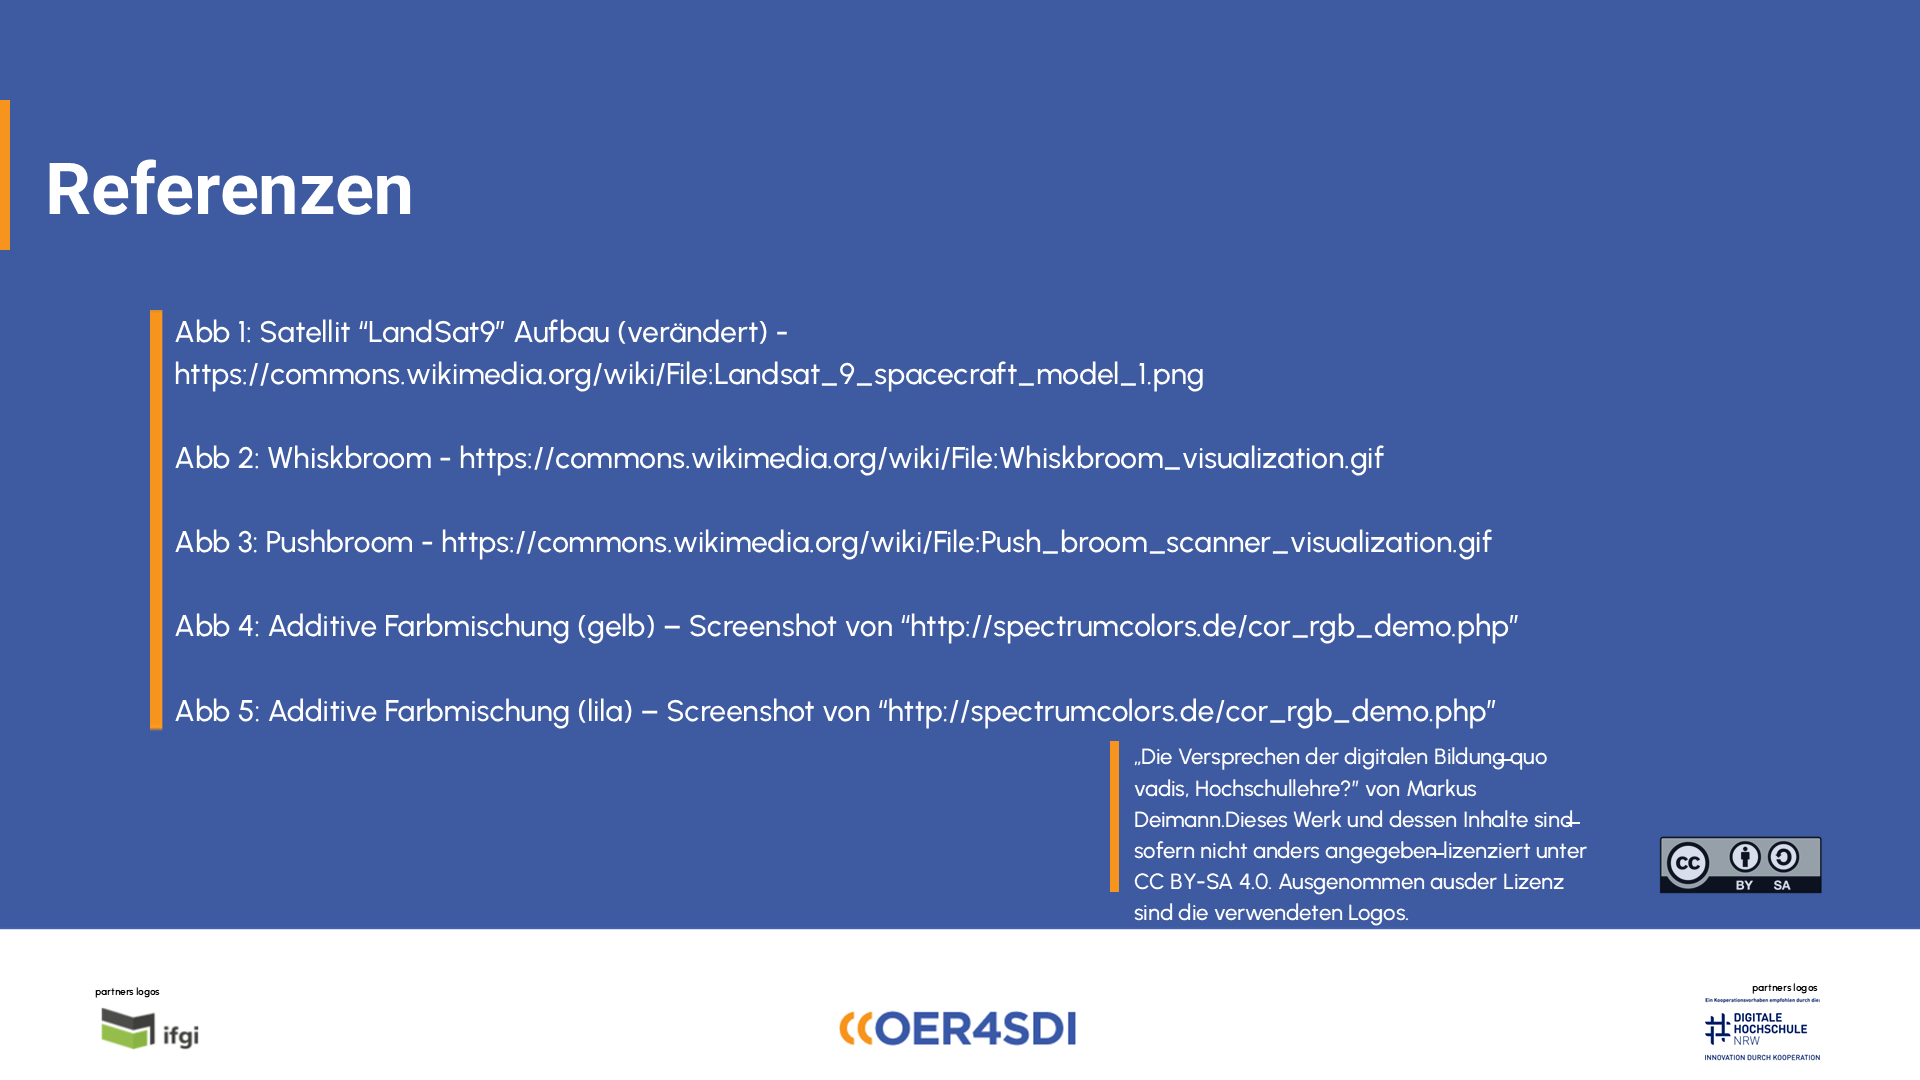 Referenzen
Abb 1: Satellit “LandSat9” Aufbau (verändert) -
https://commons.wikimedia.org/wiki/File:Landsat_9_spacecraft_model_1.png
Abb 2: Whiskbroom - https://commons.wikimedia.org/wiki/File:Whiskbroom_visualization.gif
Abb 3: Pushbroom - https://commons.wikimedia.org/wiki/File:Push_broom_scanner_visualization.gif
Abb 4: Additive Farbmischung (gelb) – Screenshot von “http://spectrumcolors.de/cor_rgb_demo.php”
Abb 5: Additive Farbmischung (lila) – Screenshot von “http://spectrumcolors.de/cor_rgb_demo.php”
„Die Versprechen der digitalen Bildung–quo
vadis, Hochschullehre?” von Markus
Deimann.Dieses Werk und dessen Inhalte sind–
sofern nicht anders angegeben–lizenziert unter
CC BY-SA 4.0. Ausgenommen ausder Lizenz
sind die verwendeten Logos.
cc BY SA
partners logos
ifgi
OER4SDI
partners logos
Ein Kooperationsvorhaben empfohlen durch die:
DIGITALE
HOCHSCHULE
NRW
INNOVATION DURCH KOOPERATION